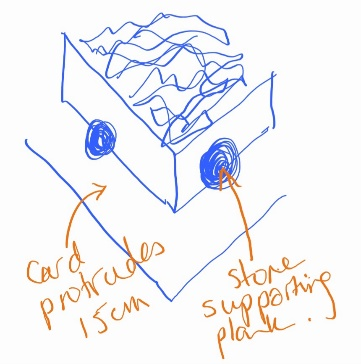 Card
protrudes
15cm
stone
supporting
plank.